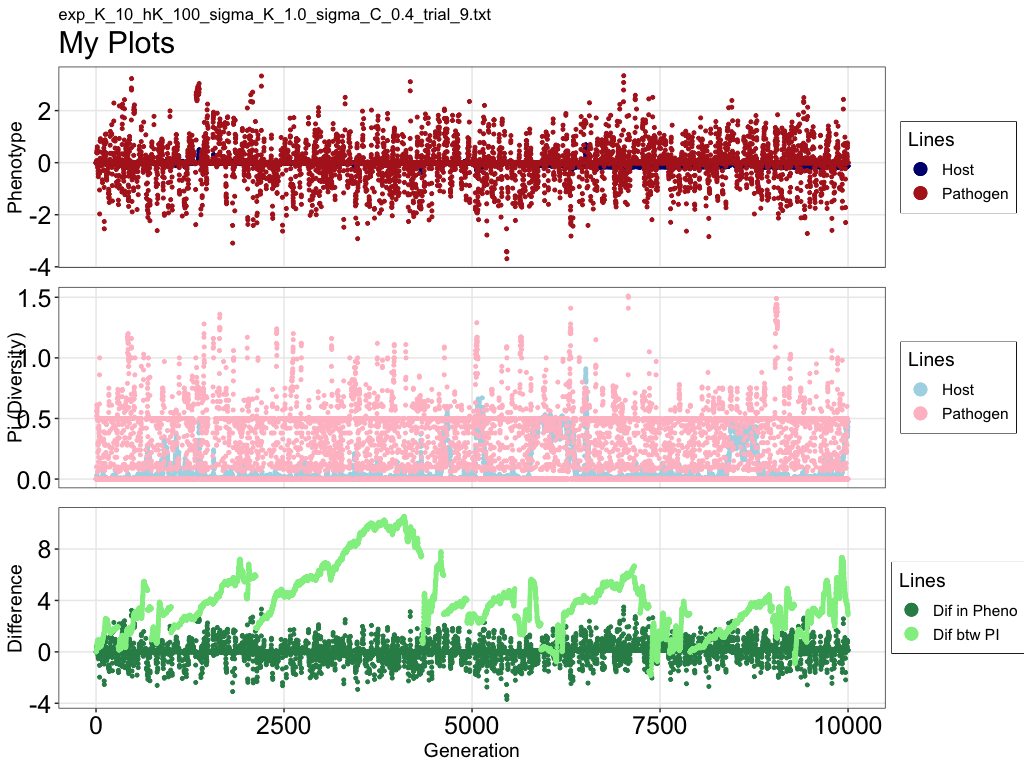 exp_K_10_hK_100_sigma_K_1.0_sigma_C_0.4_trial_9.txt
My Plots
Phenotype
2
0
-2
-4
Lines
Host
Pathogen
Pi (Diversity)
1.5
1.0
0.5
0.0
Lines
Host
Pathogen
Difference
8
4
0
-4
Lines
Dif in Pheno
Dif btw PI
0 2500 5000 7500 10000
Generation